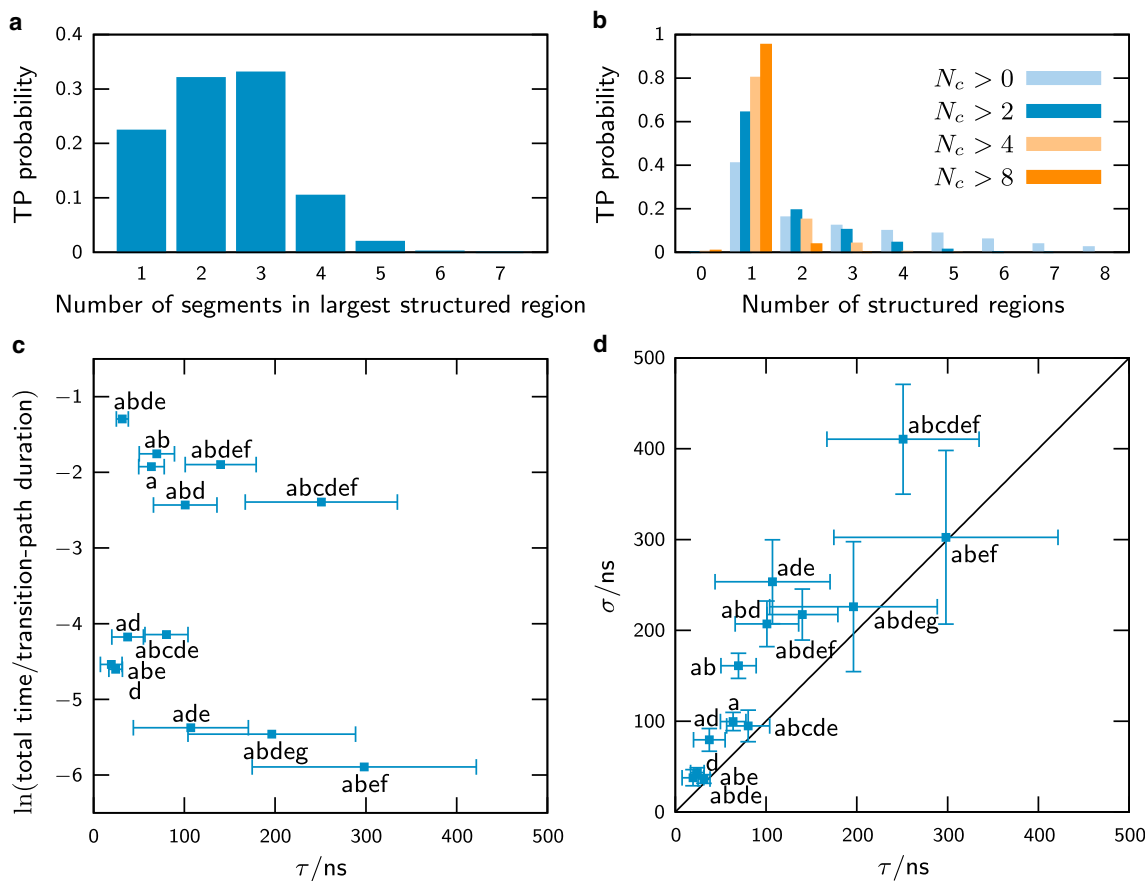 a
TP probability
0.4
0.3
0.2
0.1
0
1 2 3 4 5 6 7
Number of segments in largest structured region
b
TP probability
1
0.8
0.6
0.4
0.2
0
N_c > 0
N_c > 2
N_c > 4
N_c > 8
0 1 2 3 4 5 6 7 8
Number of structured regions
c
ln(total time/transition-path duration)
−1
−2
−3
−4
−5
−6
abde
ab
abdef
a
abd
abcdef
ad
abcde
abe
d
ade
abdeg
abef
0 100 200 300 400 500
τ/ns
d
σ/ns
500
400
300
200
100
0
abcdef
abef
ade
abd
abdeg
abdef
ab
a
ad
abcde
d
abe
abde
0 100 200 300 400 500
τ/ns